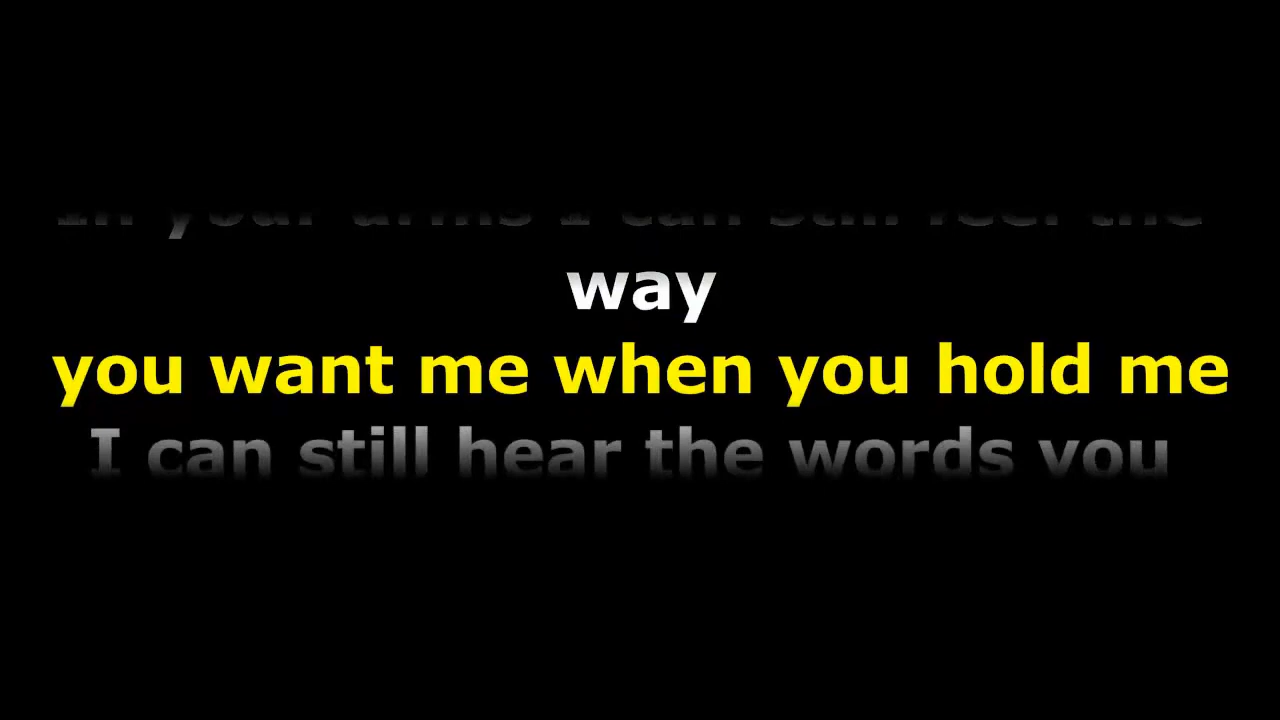 In your arms I can still feel the
way
you want me when you hold me
I can still hear the words you